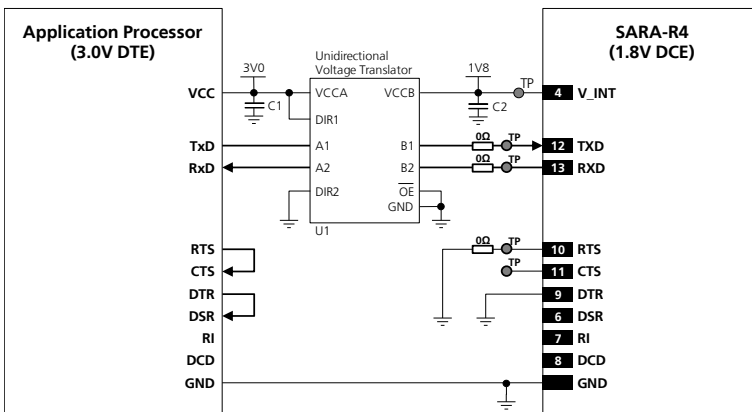 Application Processor
(3.0V DTE)
Unidirectional
Voltage Translator
SARA-R4
(1.8V DCE)
3V0
1V8
TP
VCC
VCCA
VCCB
4
V_INT
C1
C2
DIR1
0Ω
TP
TxD
A1
B1
12
TXD
0Ω
TP
RxD
A2
B2
13
RXD
DIR2
OE
GND
U1
0Ω
TP
RTS
10
RTS
TP
CTS
11
CTS
DTR
9
DTR
DSR
6
DSR
RI
7
RI
DCD
8
DCD
GND
GND